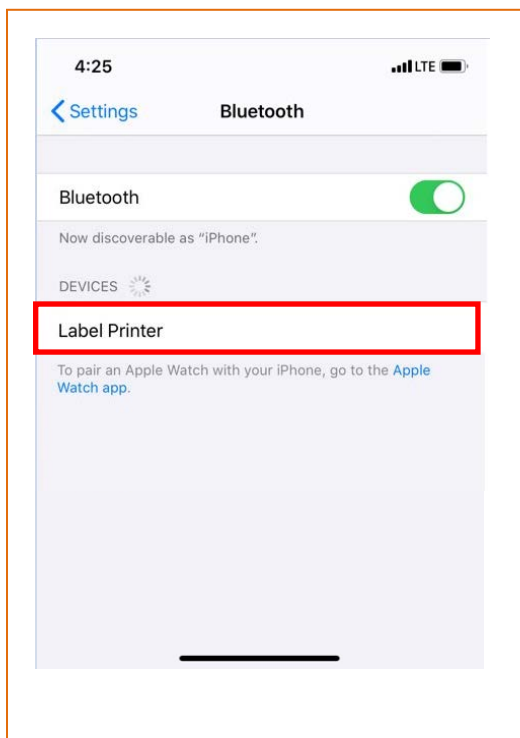 4:25 LTE
Settings Bluetooth
Bluetooth
Now discoverable as “iPhone”.
DEVICES
Label Printer
To pair an Apple Watch with your iPhone, go to the Apple
Watch app.